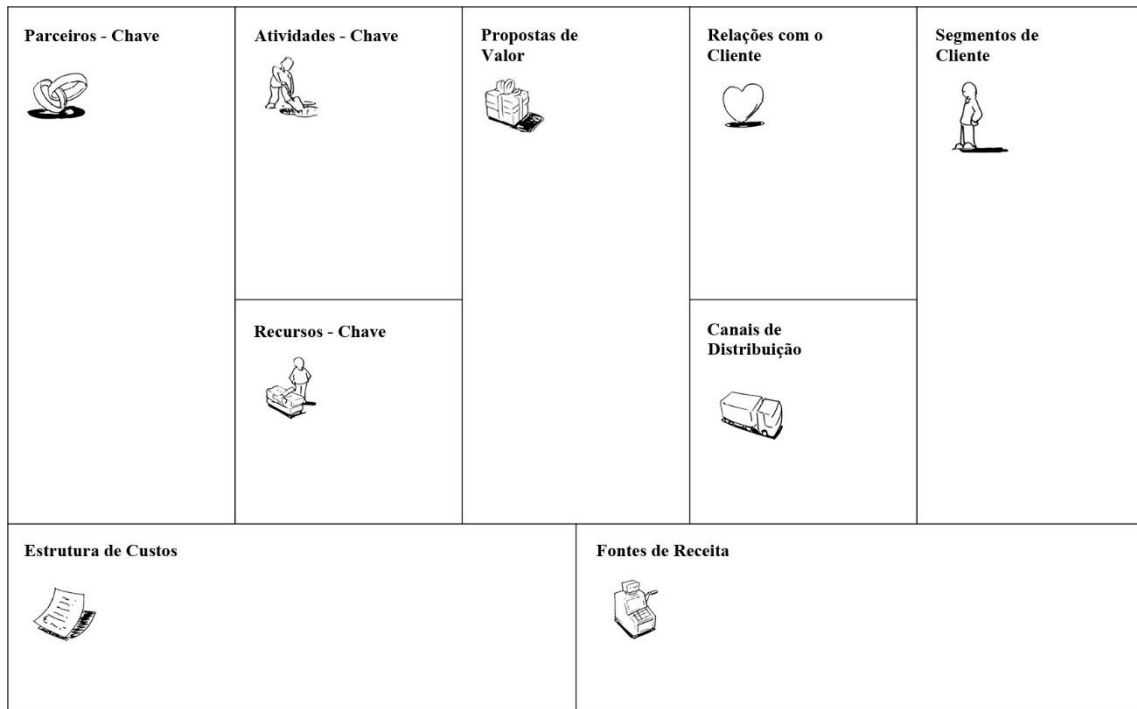 Parceiros - Chave
Atividades - Chave
Propostas de
Valor
Relações com o
Cliente
Segmentos de
Cliente
Recursos - Chave
Canais de
Distribuição
Estrutura de Custos
Fontes de Receita